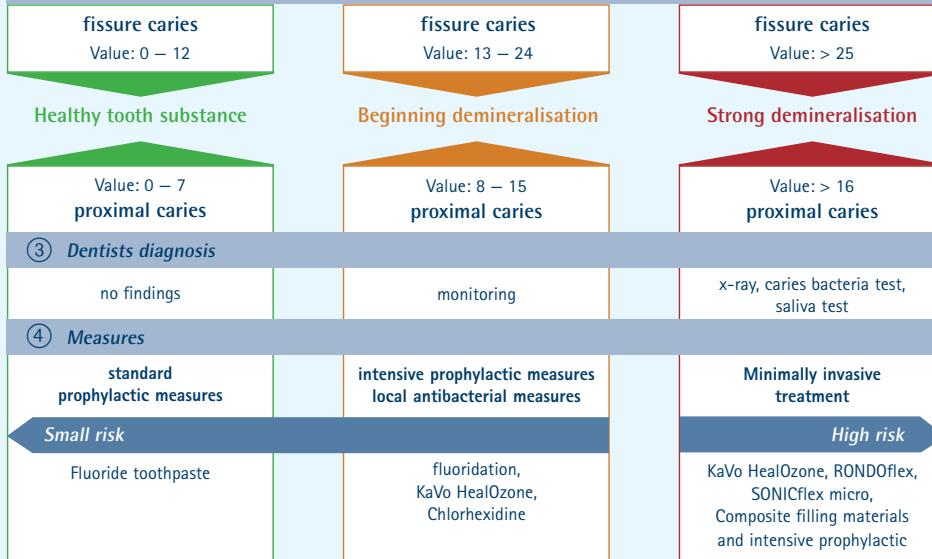 fissure caries
Value: 0 – 12
fissure caries
Value: 13 – 24
fissure caries
Value: > 25
Healthy tooth substance
Beginning demineralisation
Strong demineralisation
Value: 0 – 7
proximal caries
Value: 8 – 15
proximal caries
Value: > 16
proximal caries
3 Dentists diagnosis
no findings
monitoring
x-ray, caries bacteria test,
saliva test
4 Measures
standard
prophylactic measures
intensive prophylactic measures
local antibacterial measures
Minimally invasive
treatment
Small risk
High risk
Fluoride toothpaste
fluoridation,
KaVo HealOzone,
Chlorhexidine
KaVo HealOzone, RONDOflex,
SONICflex micro,
Composite filling materials
and intensive prophylactic